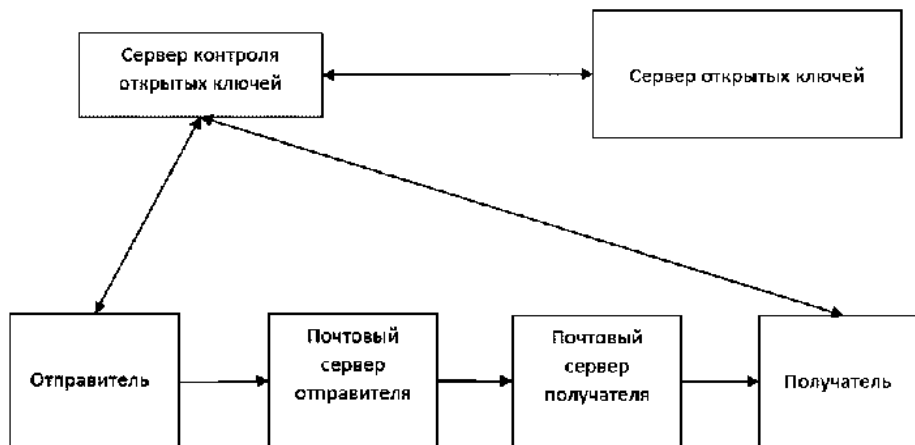 Сервер контроля
открытых ключей
Сервер открытых ключей
Отправитель
Почтовый
сервер
отправителя
Почтовый
сервер
получателя
Получатель